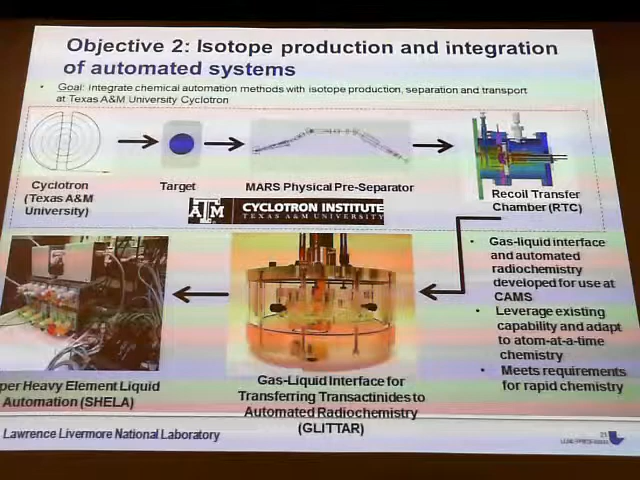 Objective 2: Isotope production and integration
of automated systems
• Goal: Integrate chemical automation methods with isotope production, separation and transport
at Texas A&M University Cyclotron
Cyclotron
(Texas A&M
University)
Target
MARS Physical Pre-Separator
Recoil Transfer
Chamber (RTC)
A&M CYCLOTRON INSTITUTE
TEXAS A&M UNIVERSITY
• Gas-liquid interface
and automated
radiochemistry
developed for use at
CAMS
• Leverage existing
capability and adapt
to atom-at-a-time
chemistry
• Meets requirements
for rapid chemistry
per Heavy Element Liquid
Automation (SHELA)
Gas-Liquid Interface for
Transferring Transactinides to
Automated Radiochemistry
(GLITTAR)
Lawrence Livermore National Laboratory